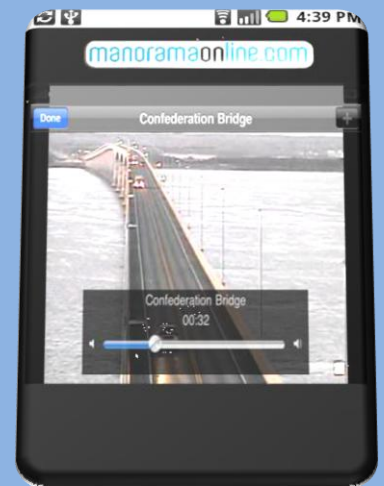 4:39 PM
manoramaonline.com
Done
Confederation Bridge
+
Confederation Bridge
00:32